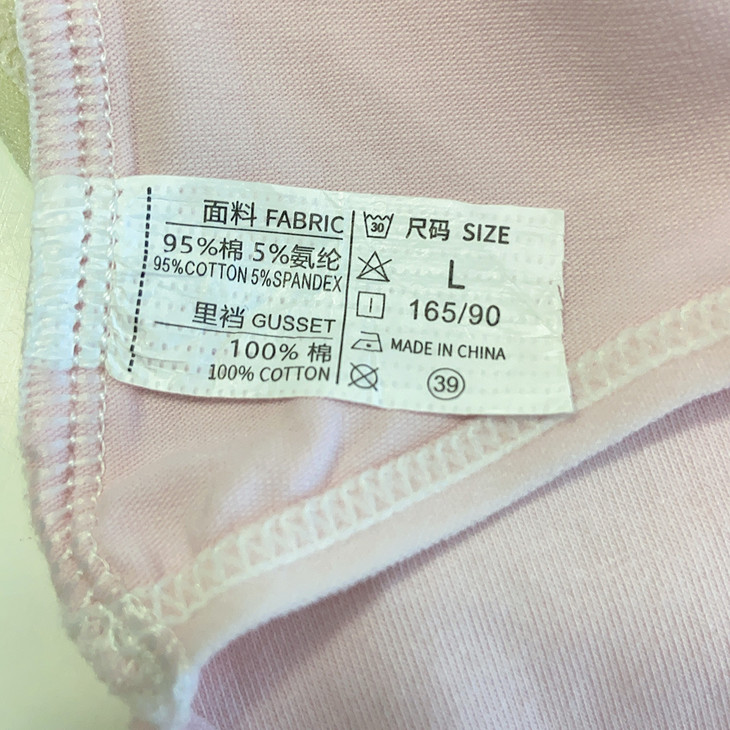 面料 FABRIC
95%棉 5%氨纶
95%COTTON 5%SPANDEX
里裆 GUSSET
100% 棉
100% COTTON
30
尺码 SIZE
L
165/90
MADE IN CHINA
39